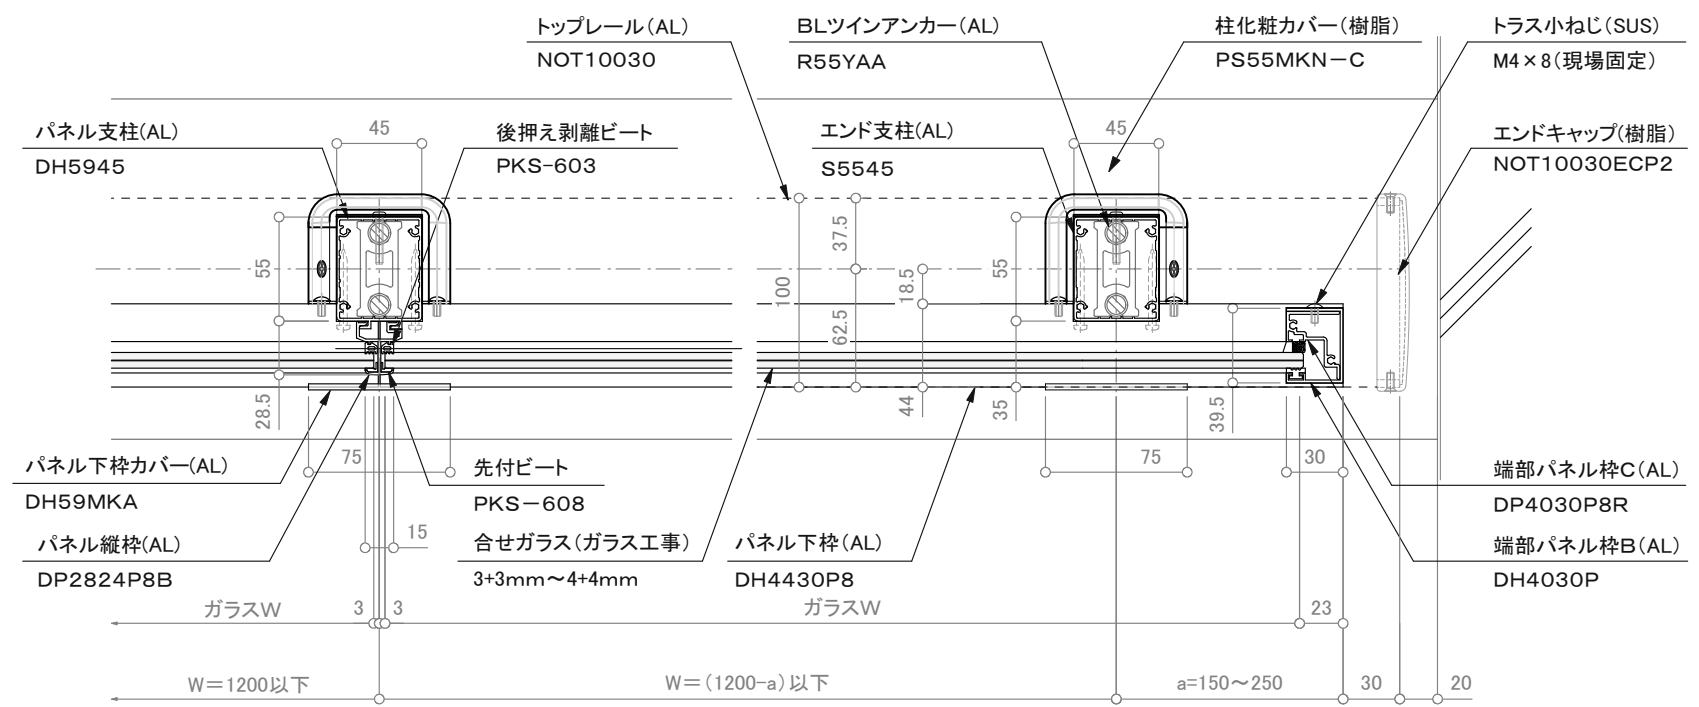 トップレール(AL)
NOT10030
BLツインアンカー(AL)
R55YAA
柱化粧カバー(樹脂)
PS55MKN－C
トラス小ねじ(SUS)
M4×8(現場固定)
パネル支柱(AL)
DH5945
45
後押え剥離ビート
PKS-603
エンド支柱(AL)
S5545
45
エンドキャップ(樹脂)
NOT10030ECP2
55
28.5
100
37.5
62.5
18.5
44
55
35
39.5
75
75
30
パネル下枠カバー(AL)
DH59MKA
先付ビート
PKS－608
端部パネル枠C(AL)
DP4030P8R
パネル縦枠(AL)
DP2824P8B
15
合せガラス(ガラス工事)
3+3mm～4+4mm
パネル下枠(AL)
DH4430P8
端部パネル枠B(AL)
DH4030P
ガラスW
3
3
ガラスW
23
W＝1200以下
W＝(1200-a)以下
a=150～250
30
20